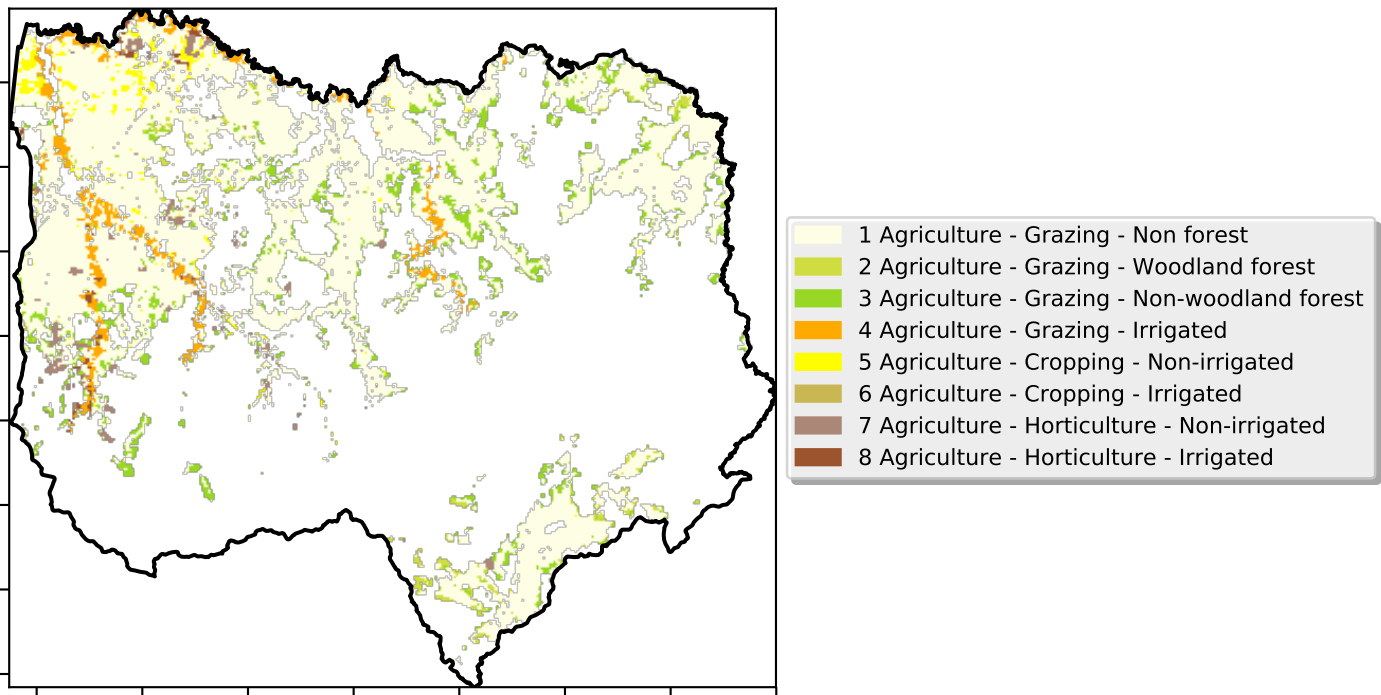 1 Agriculture - Grazing - Non forest
2 Agriculture - Grazing - Woodland forest
3 Agriculture - Grazing - Non-woodland forest
4 Agriculture - Grazing - Irrigated
5 Agriculture - Cropping - Non-irrigated
6 Agriculture - Cropping - Irrigated
7 Agriculture - Horticulture - Non-irrigated
8 Agriculture - Horticulture - Irrigated